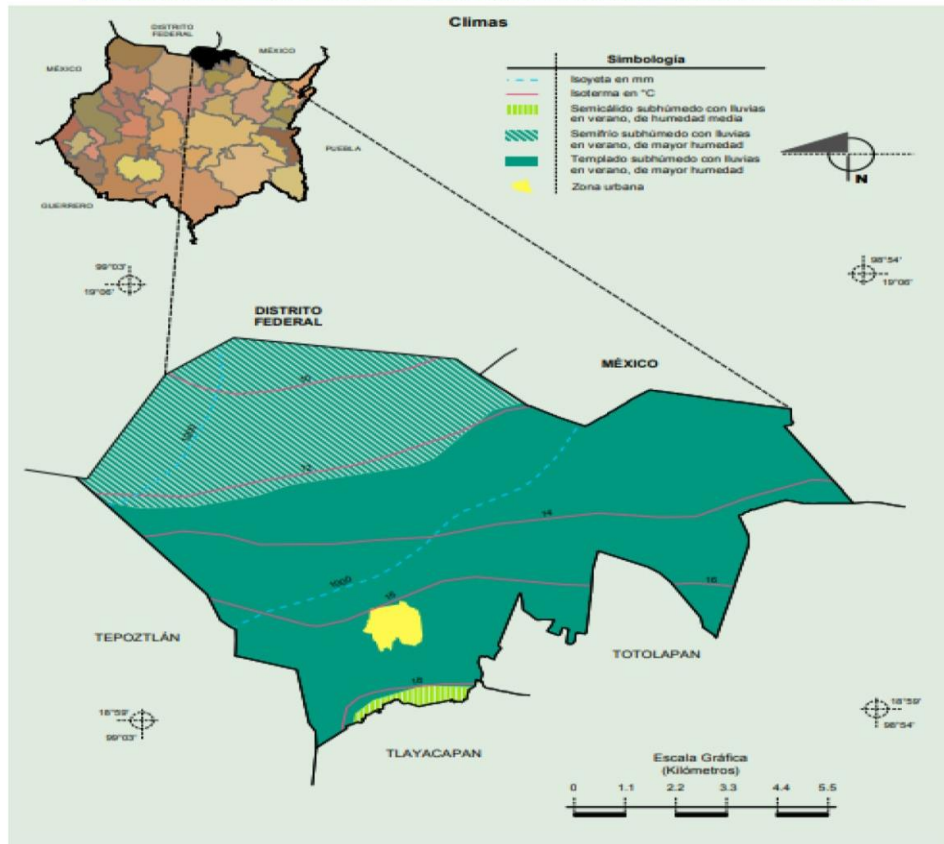 Climas
DISTRITO
FEDERAL
MÉXICO
MÉXICO
PUEBLA
GUERRERO
Simbología
Isoyeta en mm
Isoterma en °C
Semicálido subhúmedo con lluvias
en verano, de humedad media
Semifrío subhúmedo con lluvias
en verano, de mayor humedad
Templado subhúmedo con lluvias
en verano, de mayor humedad
Zona urbana
N
99°03'
19°06'
98°54'
19°06'
DISTRITO
FEDERAL
MÉXICO
10
1200
12
14
1000
16
16
18
TEPOZTLÁN
TOTOLAPAN
TLAYACAPAN
18°59'
99°03'
18°59'
98°54'
Escala Gráfica
(Kilómetros)
0 1.1 2.2 3.3 4.4 5.5